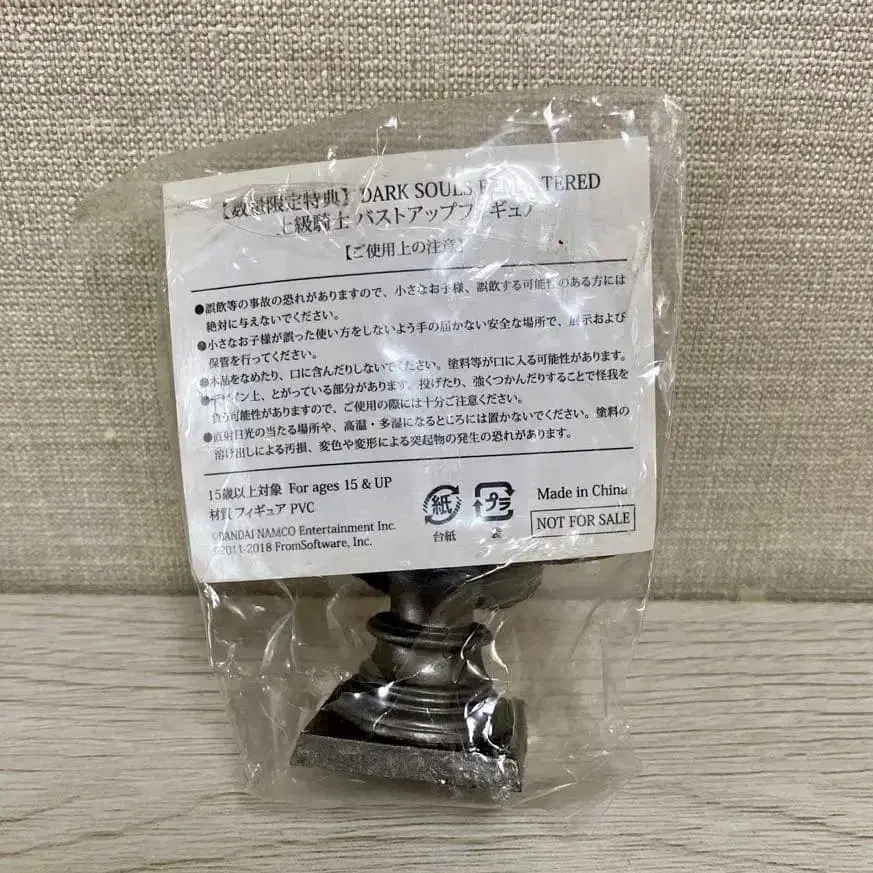 【数量限定特典】DARK SOULS REMASTERED
上級騎士 バストアップフィギュア
【ご使用上の注意】
●誤飲等の事故の恐れがありますので、小さなお子様、誤飲する可能性のある方には
絶対に与えないでください。
●小さなお子様が誤った使い方をしないよう手の届かない安全な場所で、展示および
保管を行ってください。
●本品をなめたり、口に含んだりしないでください。塗料等が口に入る可能性があります。
●デザイン上、とがっている部分があります。投げたり、強くつかんだりすることで怪我を
負う可能性がありますので、ご使用の際には十分ご注意ください。
●直射日光の当たる場所や、高温・多湿になるところには置かないでください。塗料の
溶け出しによる汚損、変色や変形による突起物の発生の恐れがあります。
15歳以上対象 For ages 15 & UP
材質 フィギュア PVC
©BANDAI NAMCO Entertainment Inc.
©2011-2018 FromSoftware, Inc.
紙
台紙
プラ
袋
Made in China
NOT FOR SALE